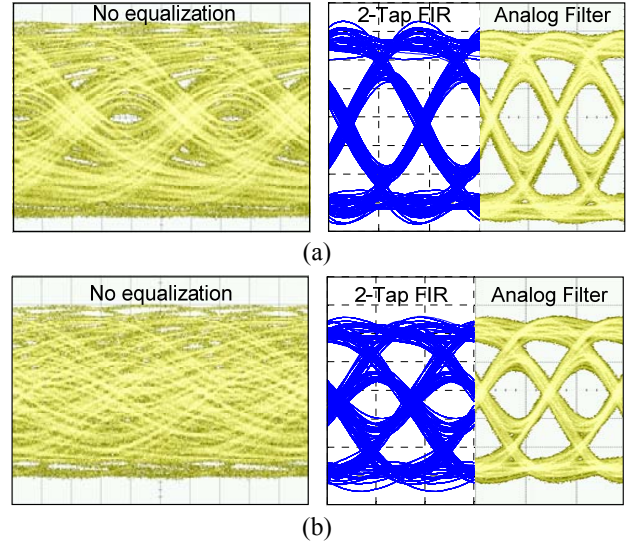 No equalization
2-Tap FIR
Analog Filter
(a)
No equalization
2-Tap FIR
Analog Filter
(b)